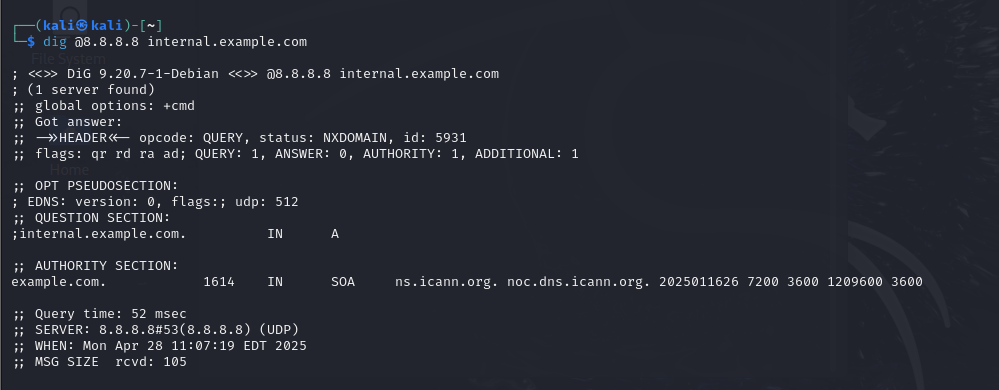 ┌──(kali㉿kali)-[~]
└─$ dig @8.8.8.8 internal.example.com
File System
; <<>> DiG 9.20.7-1-Debian <<>> @8.8.8.8 internal.example.com
; (1 server found)
;; global options: +cmd
;; Got answer:
;; ->>HEADER<<- opcode: QUERY, status: NXDOMAIN, id: 5931
;; flags: qr rd ra ad; QUERY: 1, ANSWER: 0, AUTHORITY: 1, ADDITIONAL: 1
Home
;; OPT PSEUDOSECTION:
; EDNS: version: 0, flags:; udp: 512
;; QUESTION SECTION:
;internal.example.com. IN A
;; AUTHORITY SECTION:
example.com. 1614 IN SOA ns.icann.org. noc.dns.icann.org. 2025011626 7200 3600 1209600 3600
;; Query time: 52 msec
;; SERVER: 8.8.8.8#53(8.8.8.8) (UDP)
;; WHEN: Mon Apr 28 11:07:19 EDT 2025
;; MSG SIZE rcvd: 105